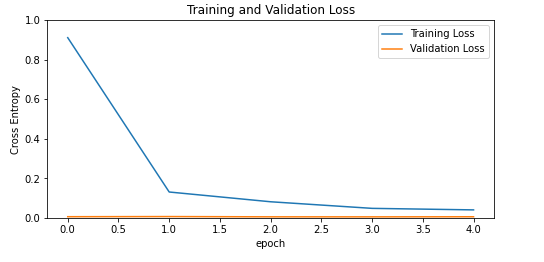 Training and Validation Loss
Training Loss
Validation Loss
Cross Entropy
1.0
0.8
0.6
0.4
0.2
0.0
0.0 0.5 1.0 1.5 2.0 2.5 3.0 3.5 4.0
epoch